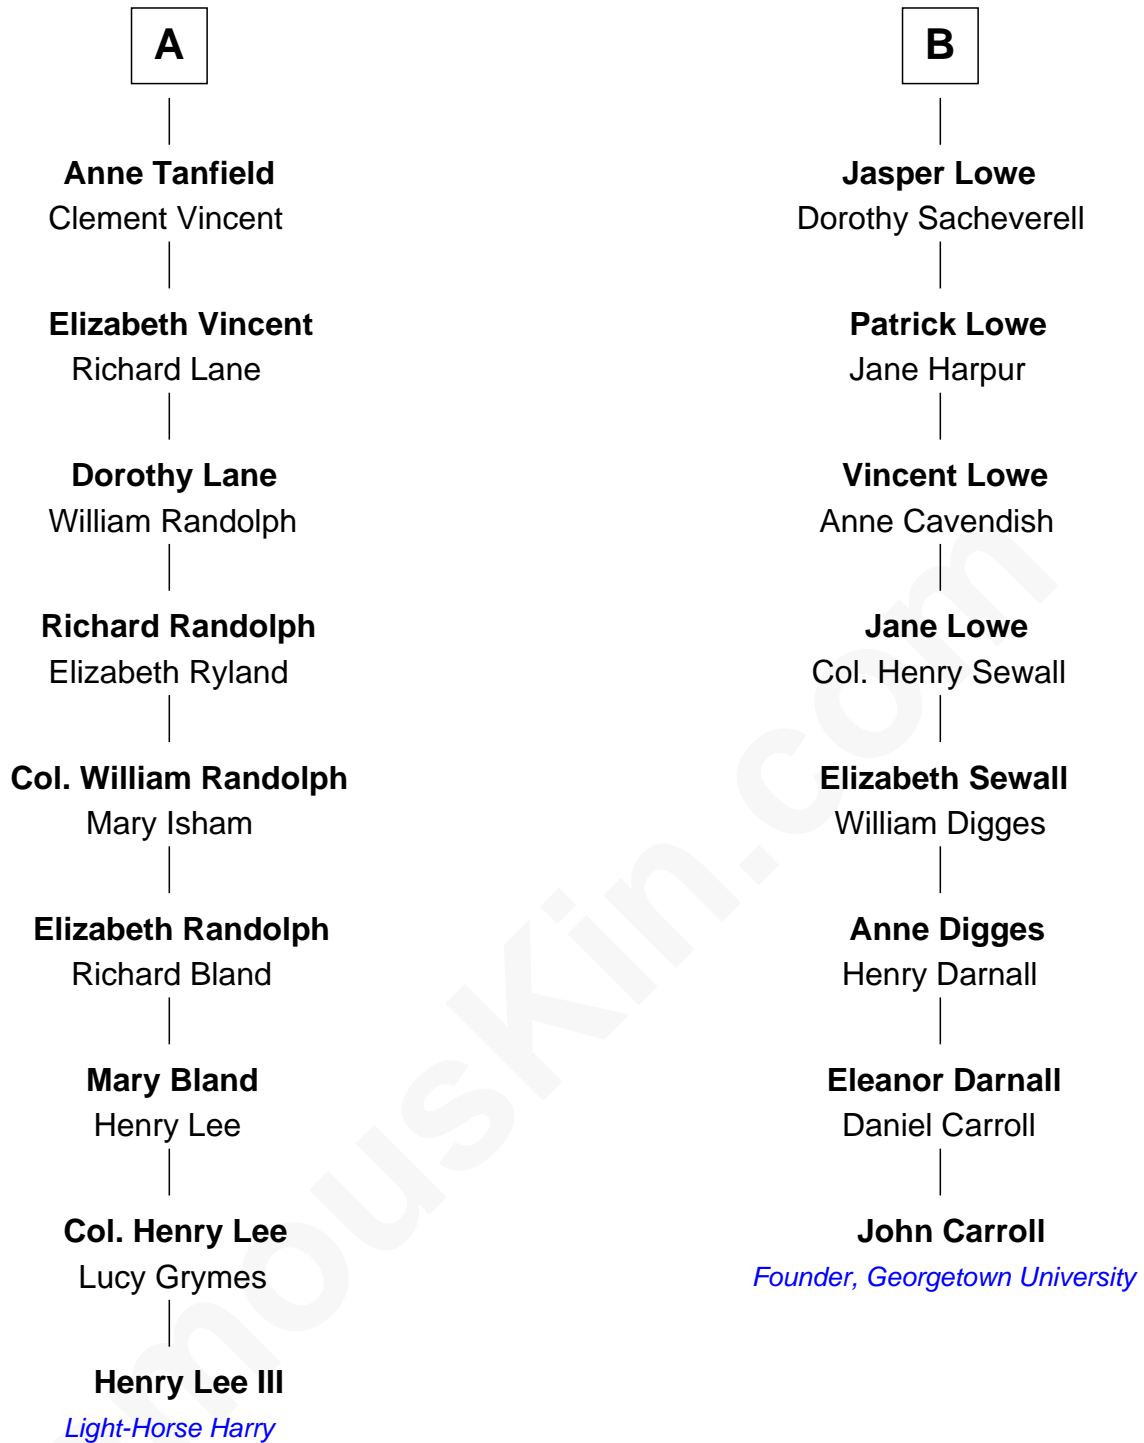 A
Anne Tanfield
Clement Vincent
Elizabeth Vincent
Richard Lane
Dorothy Lane
William Randolph
Richard Randolph
Elizabeth Ryland
Col. William Randolph
Mary Isham
Elizabeth Randolph
Richard Bland
Mary Bland
Henry Lee
Col. Henry Lee
Lucy Grymes
Henry Lee III
Light-Horse Harry
B
Jasper Lowe
Dorothy Sacheverell
Patrick Lowe
Jane Harpur
Vincent Lowe
Anne Cavendish
Jane Lowe
Col. Henry Sewall
Elizabeth Sewall
William Digges
Anne Digges
Henry Darnall
Eleanor Darnall
Daniel Carroll
John Carroll
Founder, Georgetown University
mousKin.com